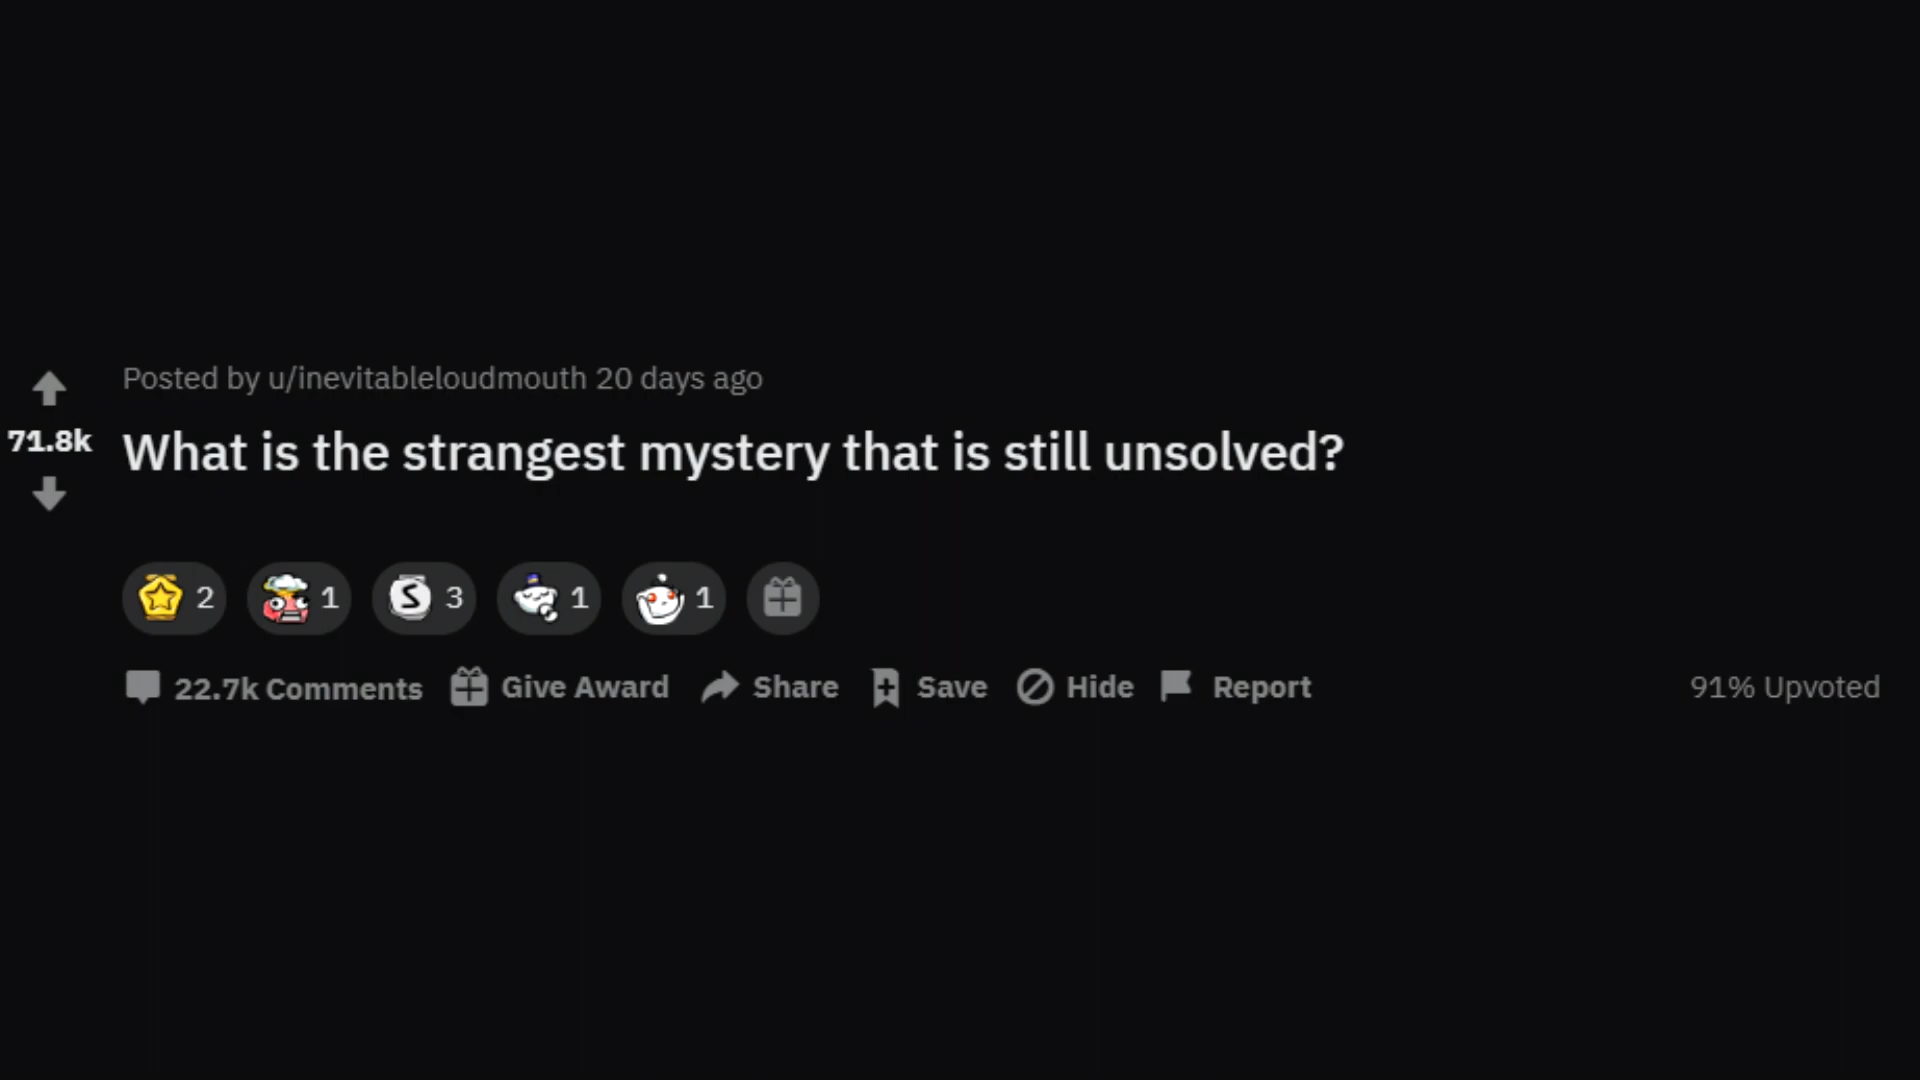 Posted by u/inevitableloudmouth 20 days ago
71.8k
What is the strangest mystery that is still unsolved?
2 1 S 3 1 1
22.7k Comments Give Award Share Save Hide Report 91% Upvoted